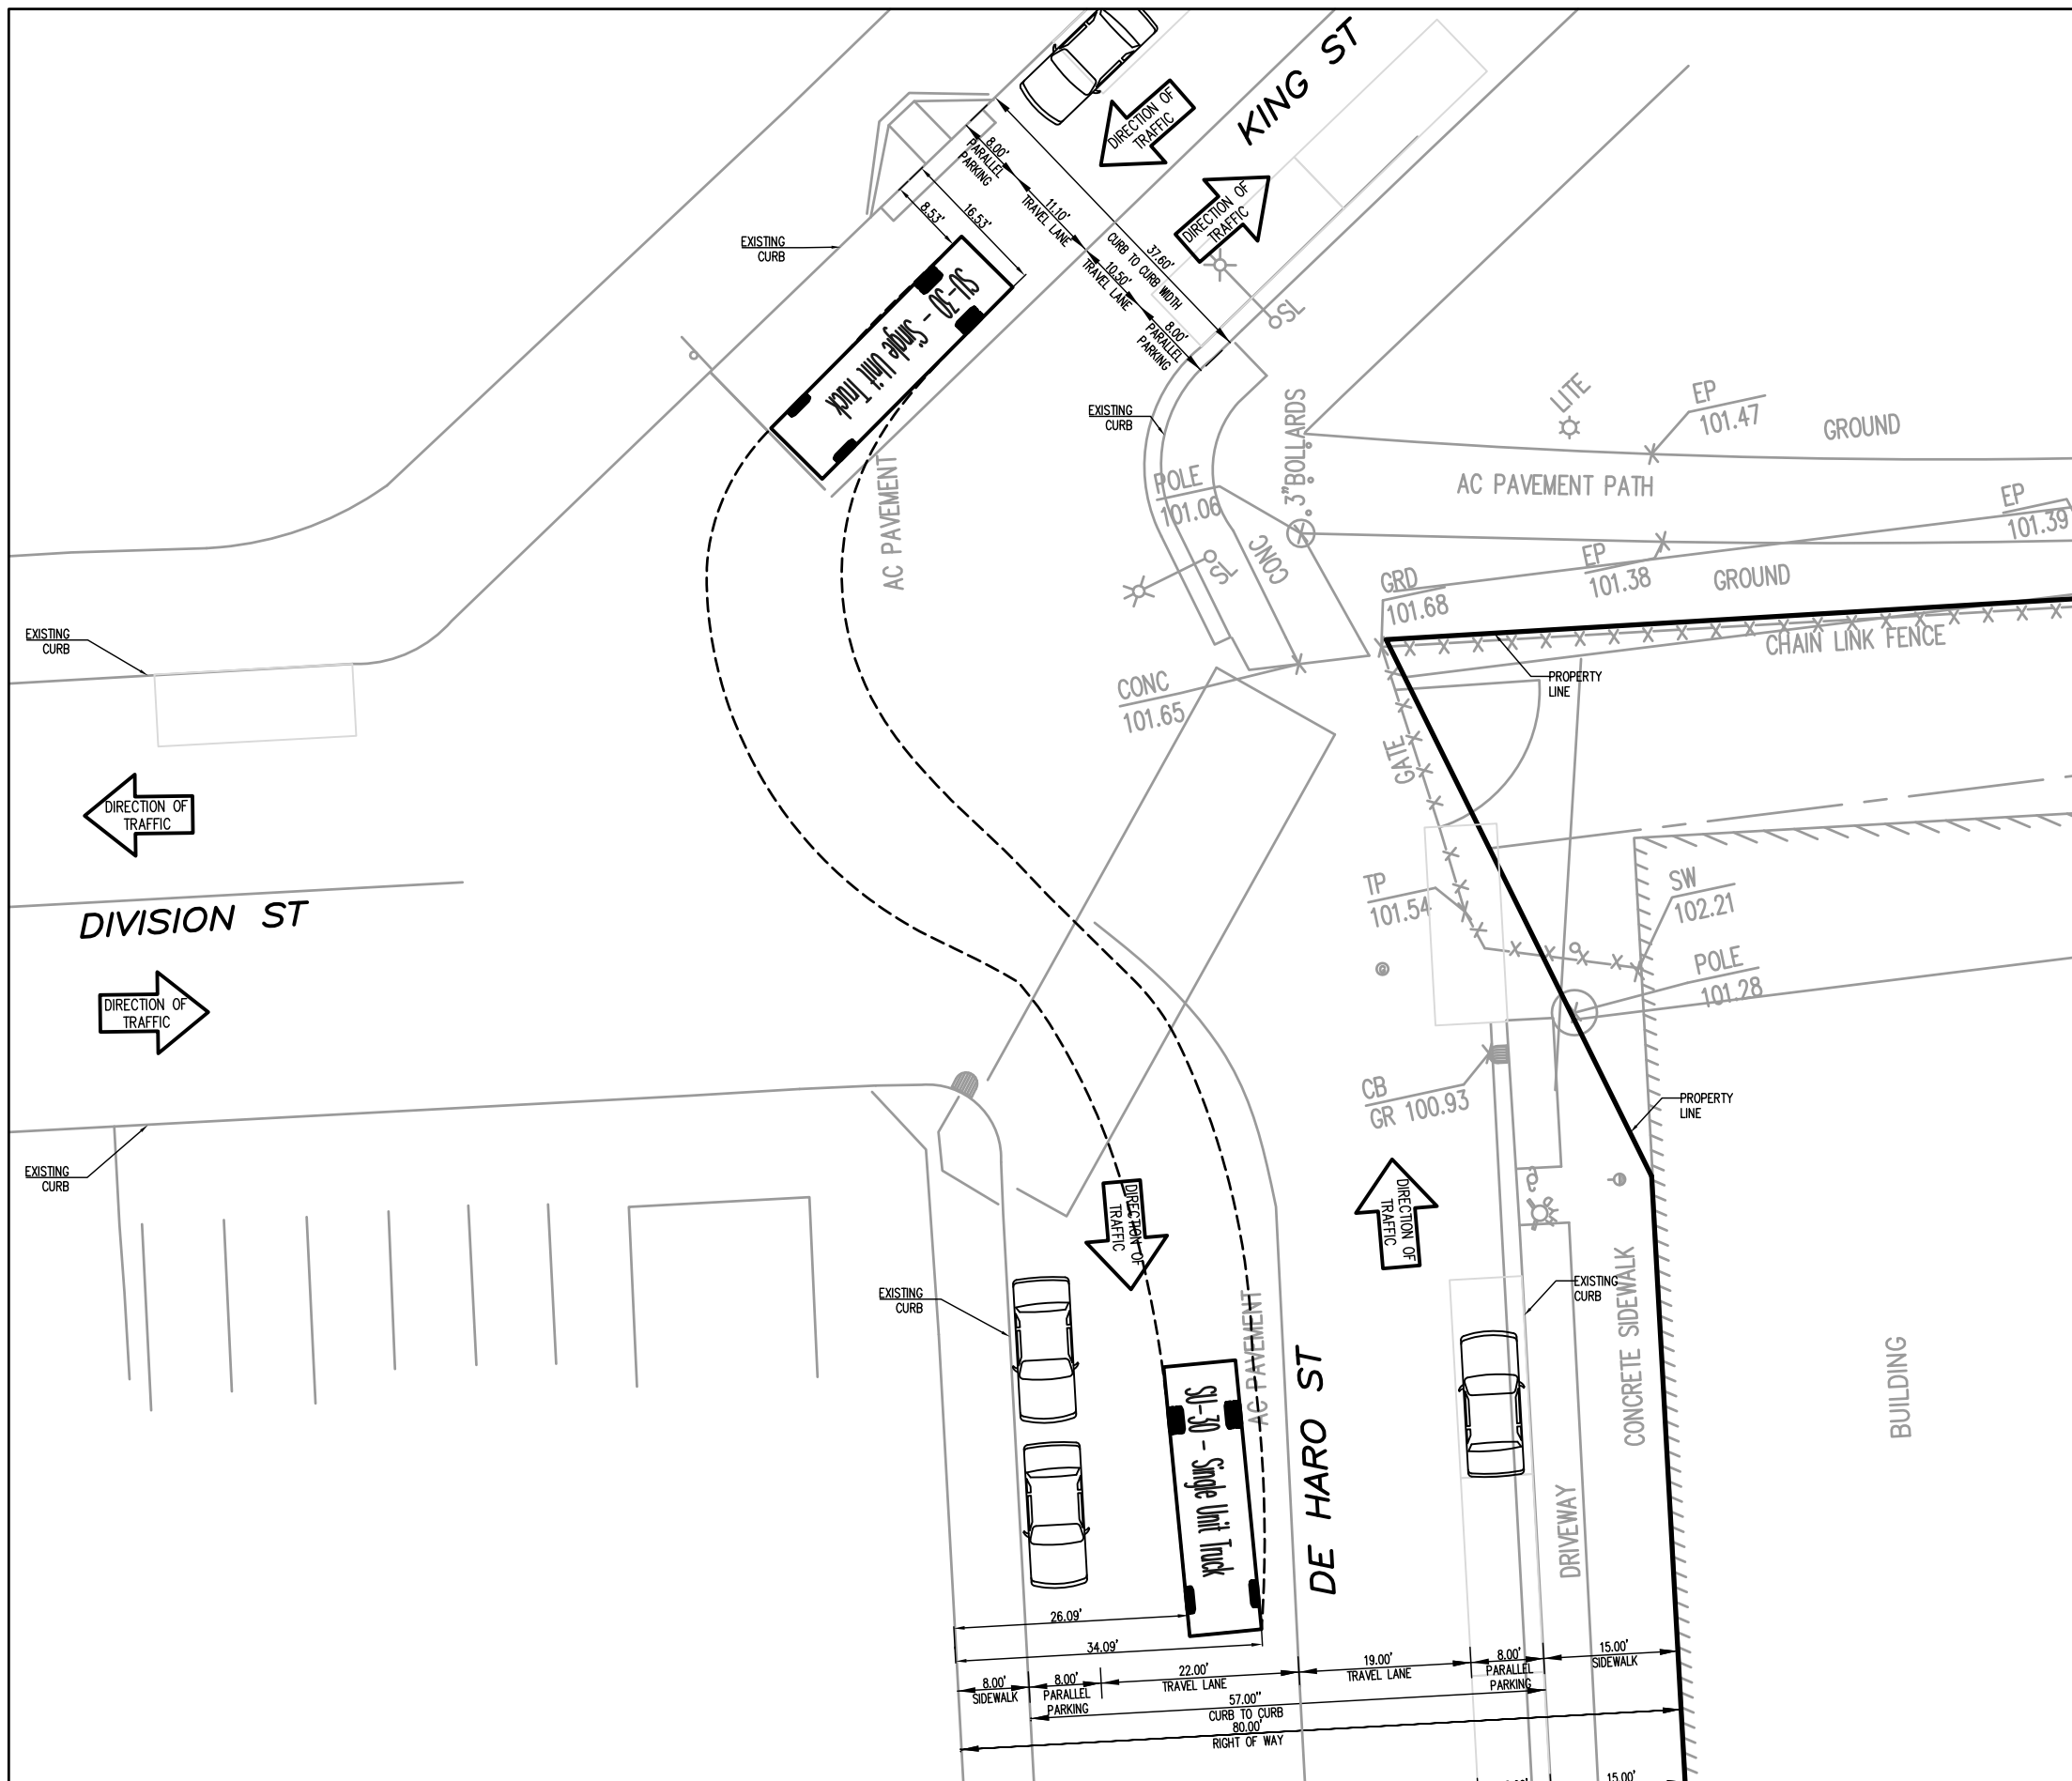 KING ST
DIRECTION OF
TRAFFIC
DIRECTION OF
TRAFFIC
8.00'
PARALLEL
PARKING
11.10'
TRAVEL LANE
37.60'
CURB TO CURB WIDTH
10.50'
TRAVEL LANE
8.00'
PARALLEL
PARKING
8.53'
16.53'
EXISTING
CURB
SU-30 - Single Unit Truck
SL
EXISTING
CURB
3"BOLLARDS
LITE
EP
101.47
GROUND
AC PAVEMENT PATH
EP
101.39
POLE
101.06
AC PAVEMENT
CONC
SL
EP
101.38
GROUND
GRD
101.68
CHAIN LINK FENCE
EXISTING
CURB
CONC
101.65
PROPERTY
LINE
GATE
DIRECTION OF
TRAFFIC
DIVISION ST
DIRECTION OF
TRAFFIC
TP
101.54
SW
102.21
POLE
101.28
CB
GR 100.93
PROPERTY
LINE
EXISTING
CURB
DIRECTION OF
TRAFFIC
DIRECTION OF
TRAFFIC
EXISTING
CURB
EXISTING
CURB
CONCRETE SIDEWALK
BUILDING
AC PAVEMENT
DE HARO ST
SU-30 - Single Unit Truck
DRIVEWAY
26.09'
34.09'
8.00'
SIDEWALK
8.00'
PARALLEL
PARKING
22.00'
TRAVEL LANE
19.00'
TRAVEL LANE
8.00'
PARALLEL
PARKING
15.00'
SIDEWALK
57.00"
CURB TO CURB
80.00'
RIGHT OF WAY
15.00'